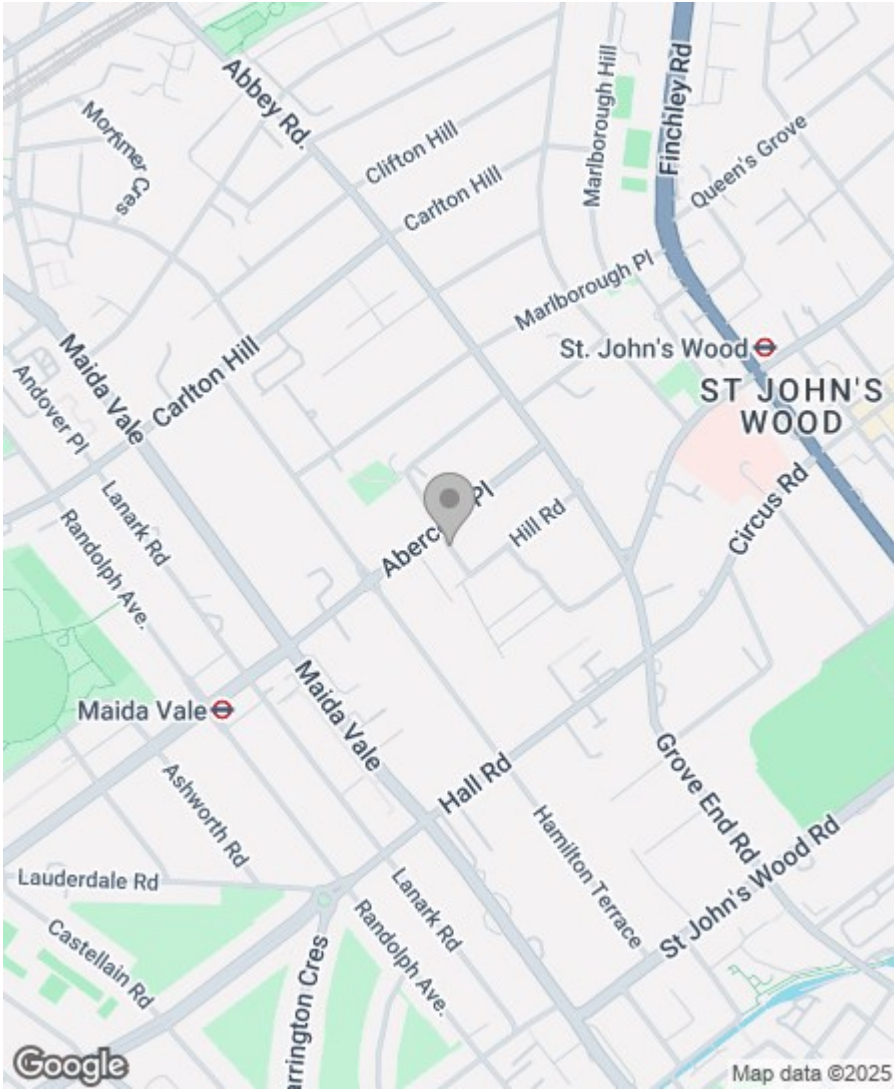 Abbey Rd.
Mortimer Cres
Clifton Hill
Carlton Hill
Marlborough Hill
Finchley Rd
Queen's Grove
Marlborough Pl
St. John's Wood
ST JOHN'S
WOOD
Maida Vale
Carlton Hill
Andover Pl
Lanark Rd
Randolph Ave.
Pl
Hill Rd
Circus Rd
Maida Vale
Maida Vale
Hall Rd
Grove End Rd
Ashworth Rd
Hamilton Terrace
St John's Wood Rd
Lauderdale Rd
Lanark Rd
Randolph Ave.
Castellain Rd
Cres
Google
Map data ©2025